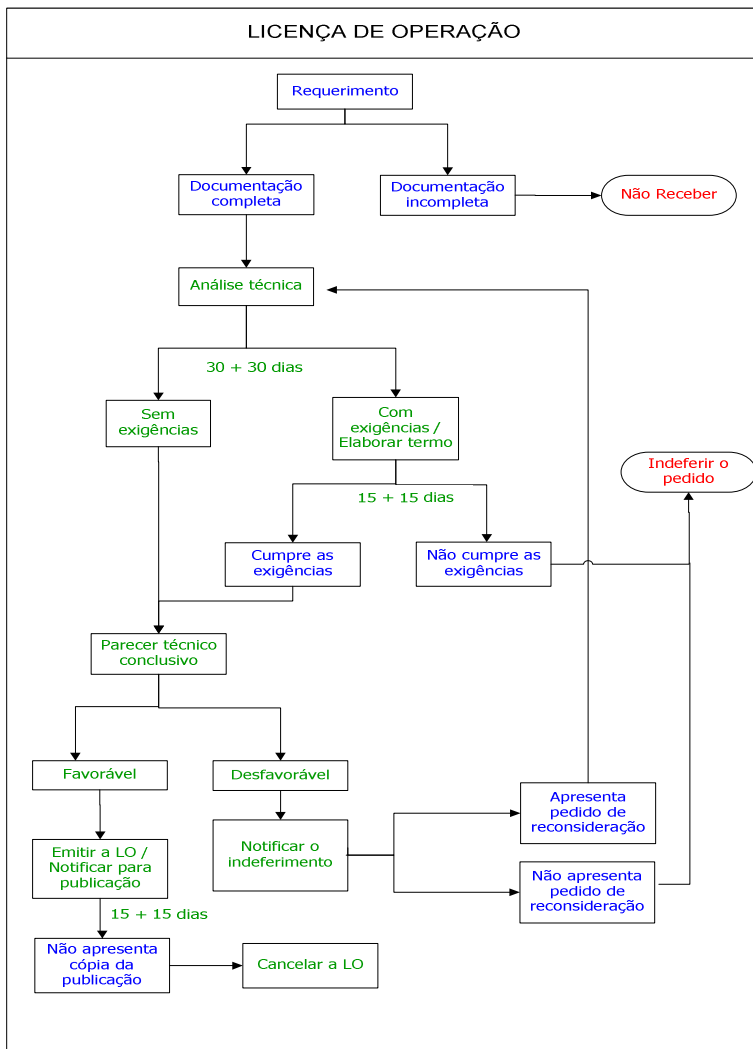 LICENÇA DE OPERAÇÃO
Requerimento
Documentação
completa
Documentação
incompleta
Não Receber
Análise técnica
30 + 30 dias
Sem
exigências
Com
exigências /
Elaborar termo
Indeferir o
pedido
15 + 15 dias
Cumpre as
exigências
Não cumpre as
exigências
Parecer técnico
conclusivo
Favorável
Desfavorável
Apresenta
pedido de
reconsideração
Emitir a LO /
Notificar para
publicação
Notificar o
indeferimento
Não apresenta
pedido de
reconsideração
15 + 15 dias
Não apresenta
cópia da
publicação
Cancelar a LO